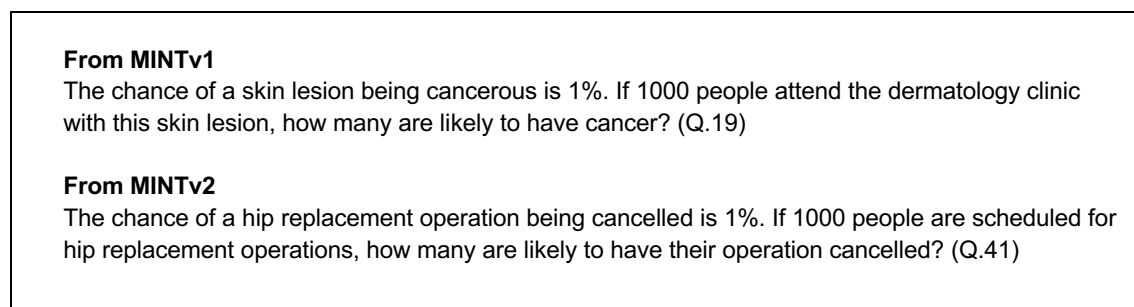 From MINTv1
The chance of a skin lesion being cancerous is 1%. If 1000 people attend the dermatology clinic
with this skin lesion, how many are likely to have cancer? (Q.19)
From MINTv2
The chance of a hip replacement operation being cancelled is 1%. If 1000 people are scheduled for
hip replacement operations, how many are likely to have their operation cancelled? (Q.41)